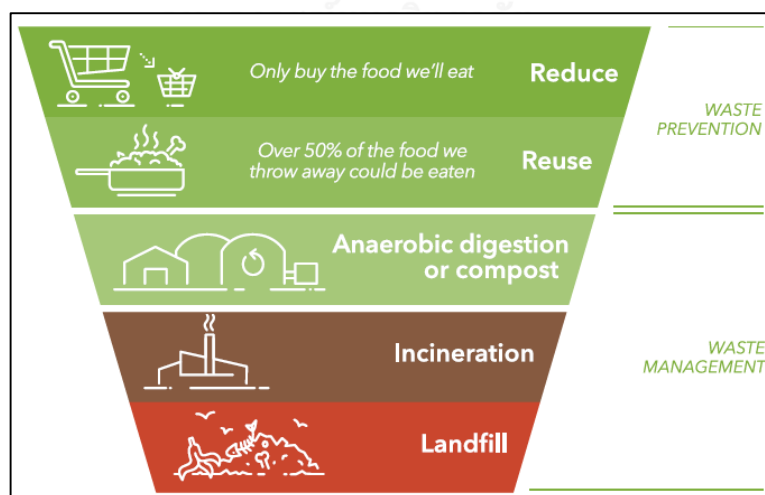 Only buy the food we'll eat
Reduce
WASTE
PREVENTION
Over 50% of the food we
throw away could be eaten
Reuse
Anaerobic digestion
or compost
Incineration
WASTE
MANAGEMENT
Landfill